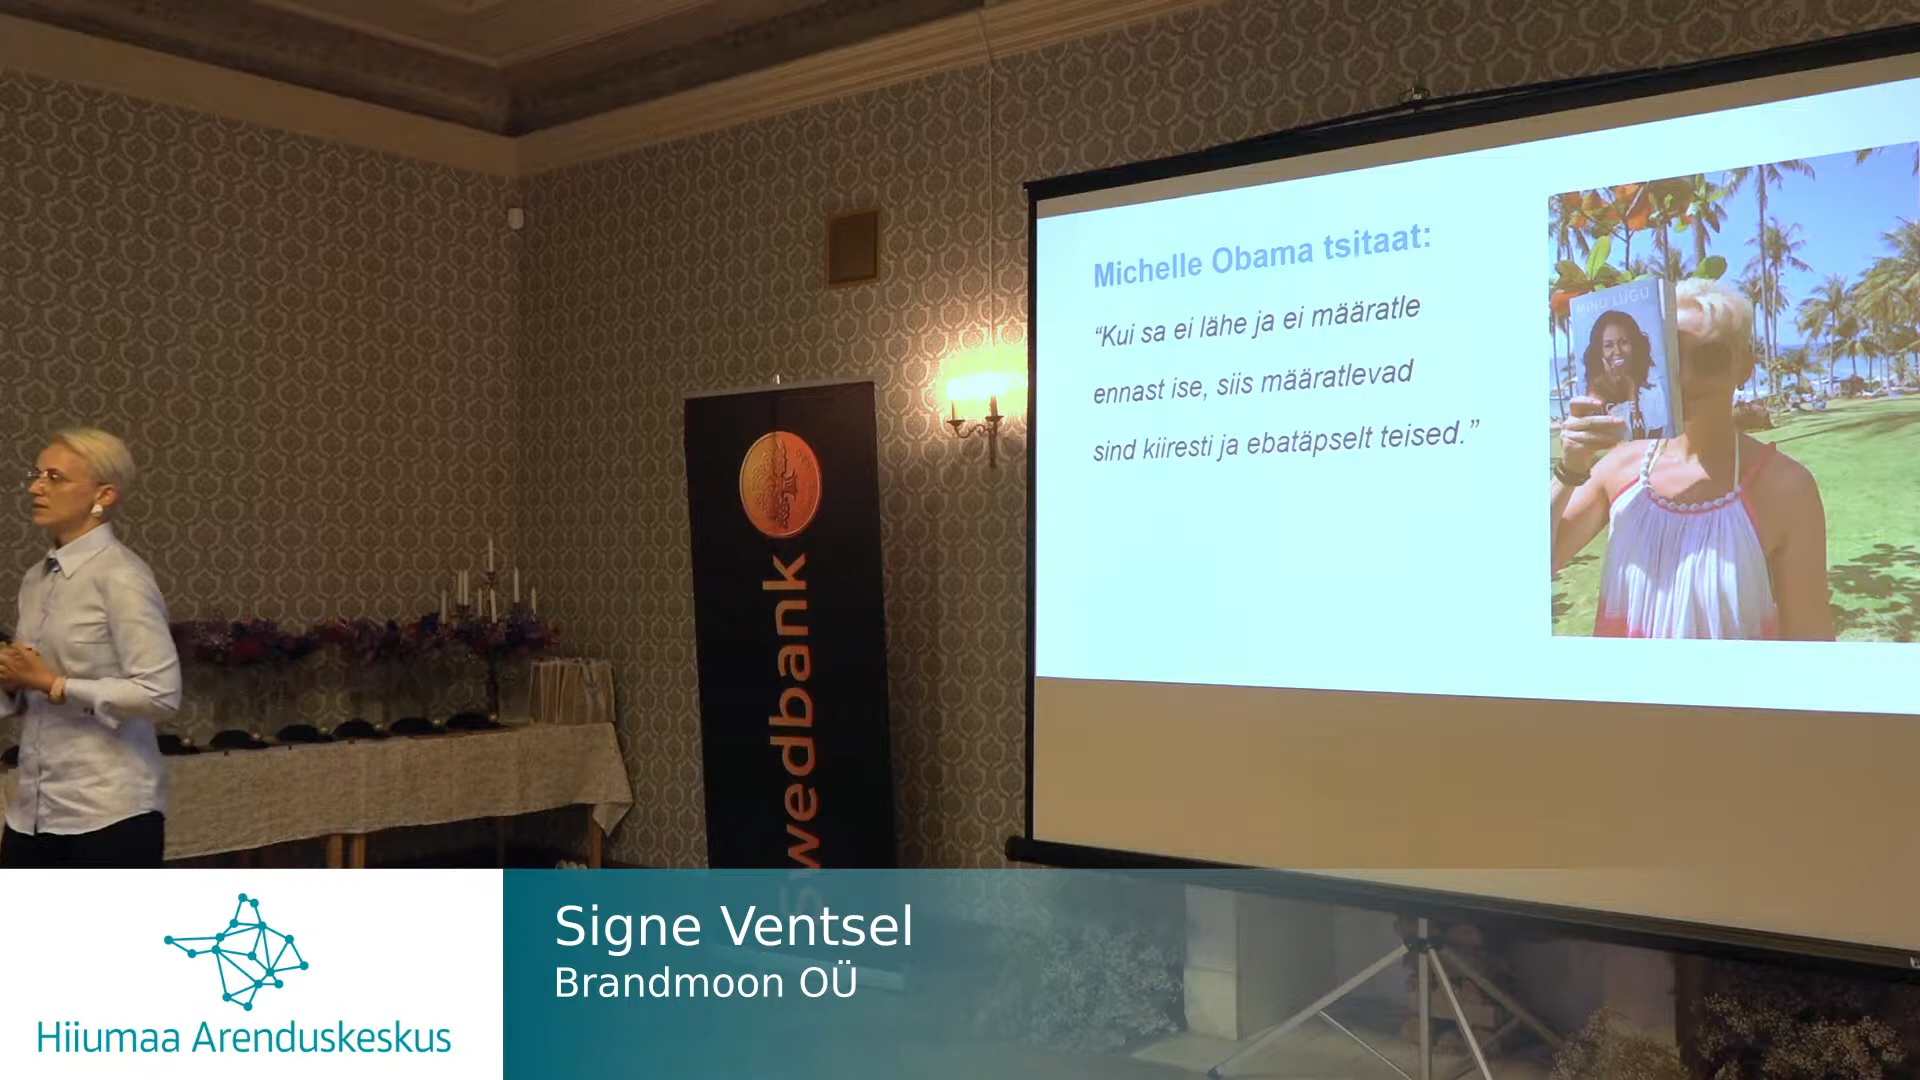 Michelle Obama tsitaat:
“Kui sa ei lähe ja ei määratle
ennast ise, siis määratlevad
sind kiiresti ja ebatäpselt teised.”
MINU LUGU
Swedbank
Signe Ventsel
Brandmoon OÜ
Hiiumaa Arenduskeskus